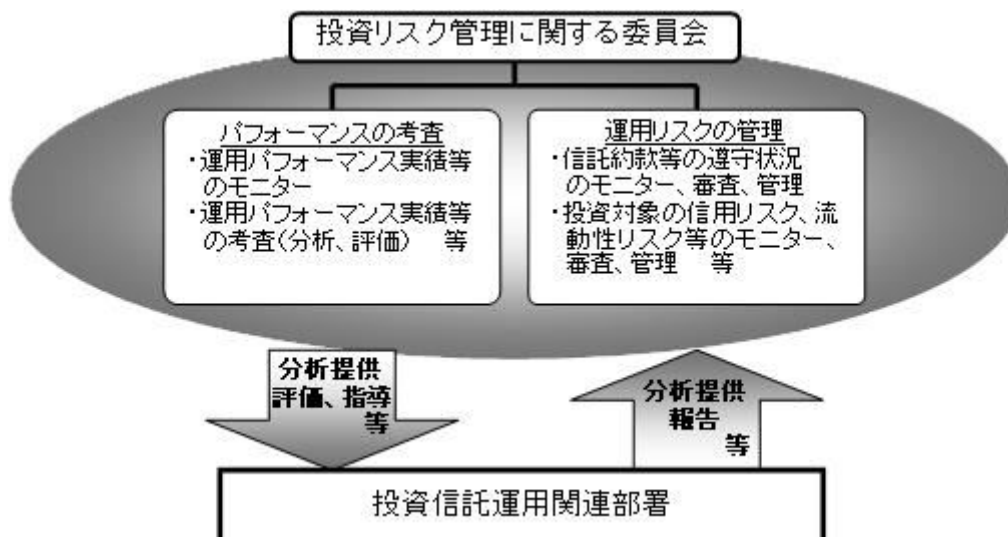 投資リスク管理に関する委員会
パフォーマンスの考査
・運用パフォーマンス実績等
のモニター
・運用パフォーマンス実績等
の考査(分析、評価) 等
運用リスクの管理
・信託約款等の遵守状況
のモニター、審査、管理
・投資対象の信用リスク、流
動性リスク等のモニター、
審査、管理 等
分析提供
評価、指導
等
分析提供
報告
等
投資信託運用関連部署